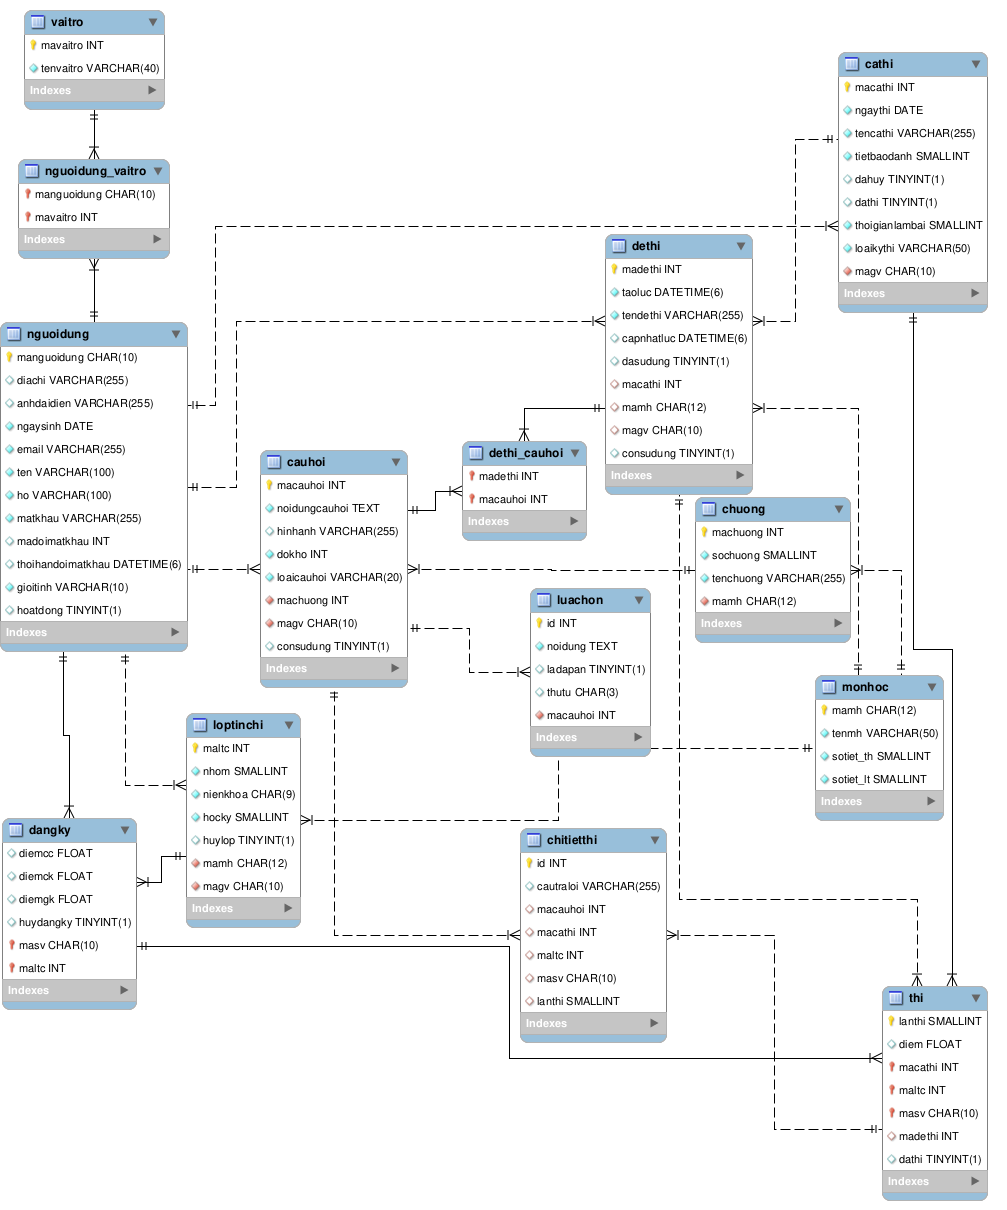 vaitro
mavaitro INT
tenvaitro VARCHAR(40)
Indexes
nguoidung_vaitro
manguoidung CHAR(10)
mavaitro INT
Indexes
nguoidung
manguoidung CHAR(10)
diachi VARCHAR(255)
anhdaidien VARCHAR(255)
ngaysinh DATE
email VARCHAR(255)
ten VARCHAR(100)
ho VARCHAR(100)
matkhau VARCHAR(255)
madoimatkhau INT
thoihandoimatkhau DATETIME(6)
gioitinh VARCHAR(10)
hoatdong TINYINT(1)
Indexes
cathi
macathi INT
ngaythi DATE
tencathi VARCHAR(255)
tietbaodanh SMALLINT
dahuy TINYINT(1)
dathi TINYINT(1)
thoigianlambai SMALLINT
loaikythi VARCHAR(50)
magv CHAR(10)
Indexes
dethi
madethi INT
taoluc DATETIME(6)
tendethi VARCHAR(255)
capnhatluc DATETIME(6)
dasudung TINYINT(1)
macathi INT
mamh CHAR(12)
magv CHAR(10)
consudung TINYINT(1)
Indexes
cauhoi
macauhoi INT
noidungcauhoi TEXT
hinhanh VARCHAR(255)
dokho INT
loaicauhoi VARCHAR(20)
machuong INT
magv CHAR(10)
consudung TINYINT(1)
Indexes
dethi_cauhoi
madethi INT
macauhoi INT
Indexes
chuong
machuong INT
sochuong SMALLINT
tenchuong VARCHAR(255)
mamh CHAR(12)
Indexes
luachon
id INT
noidung TEXT
ladapan TINYINT(1)
thutu CHAR(3)
macauhoi INT
Indexes
monhoc
mamh CHAR(12)
tenmh VARCHAR(50)
sotiet_th SMALLINT
sotiet_lt SMALLINT
Indexes
loptinchi
maltc INT
nhom SMALLINT
nienkhoa CHAR(9)
hocky SMALLINT
huylop TINYINT(1)
mamh CHAR(12)
magv CHAR(10)
Indexes
dangky
diemcc FLOAT
diemck FLOAT
diemgk FLOAT
huydangky TINYINT(1)
masv CHAR(10)
maltc INT
Indexes
chitietthi
id INT
cautraloi VARCHAR(255)
macauhoi INT
macathi INT
maltc INT
masv CHAR(10)
lanthi SMALLINT
Indexes
thi
lanthi SMALLINT
diem FLOAT
macathi INT
maltc INT
masv CHAR(10)
madethi INT
dathi TINYINT(1)
Indexes